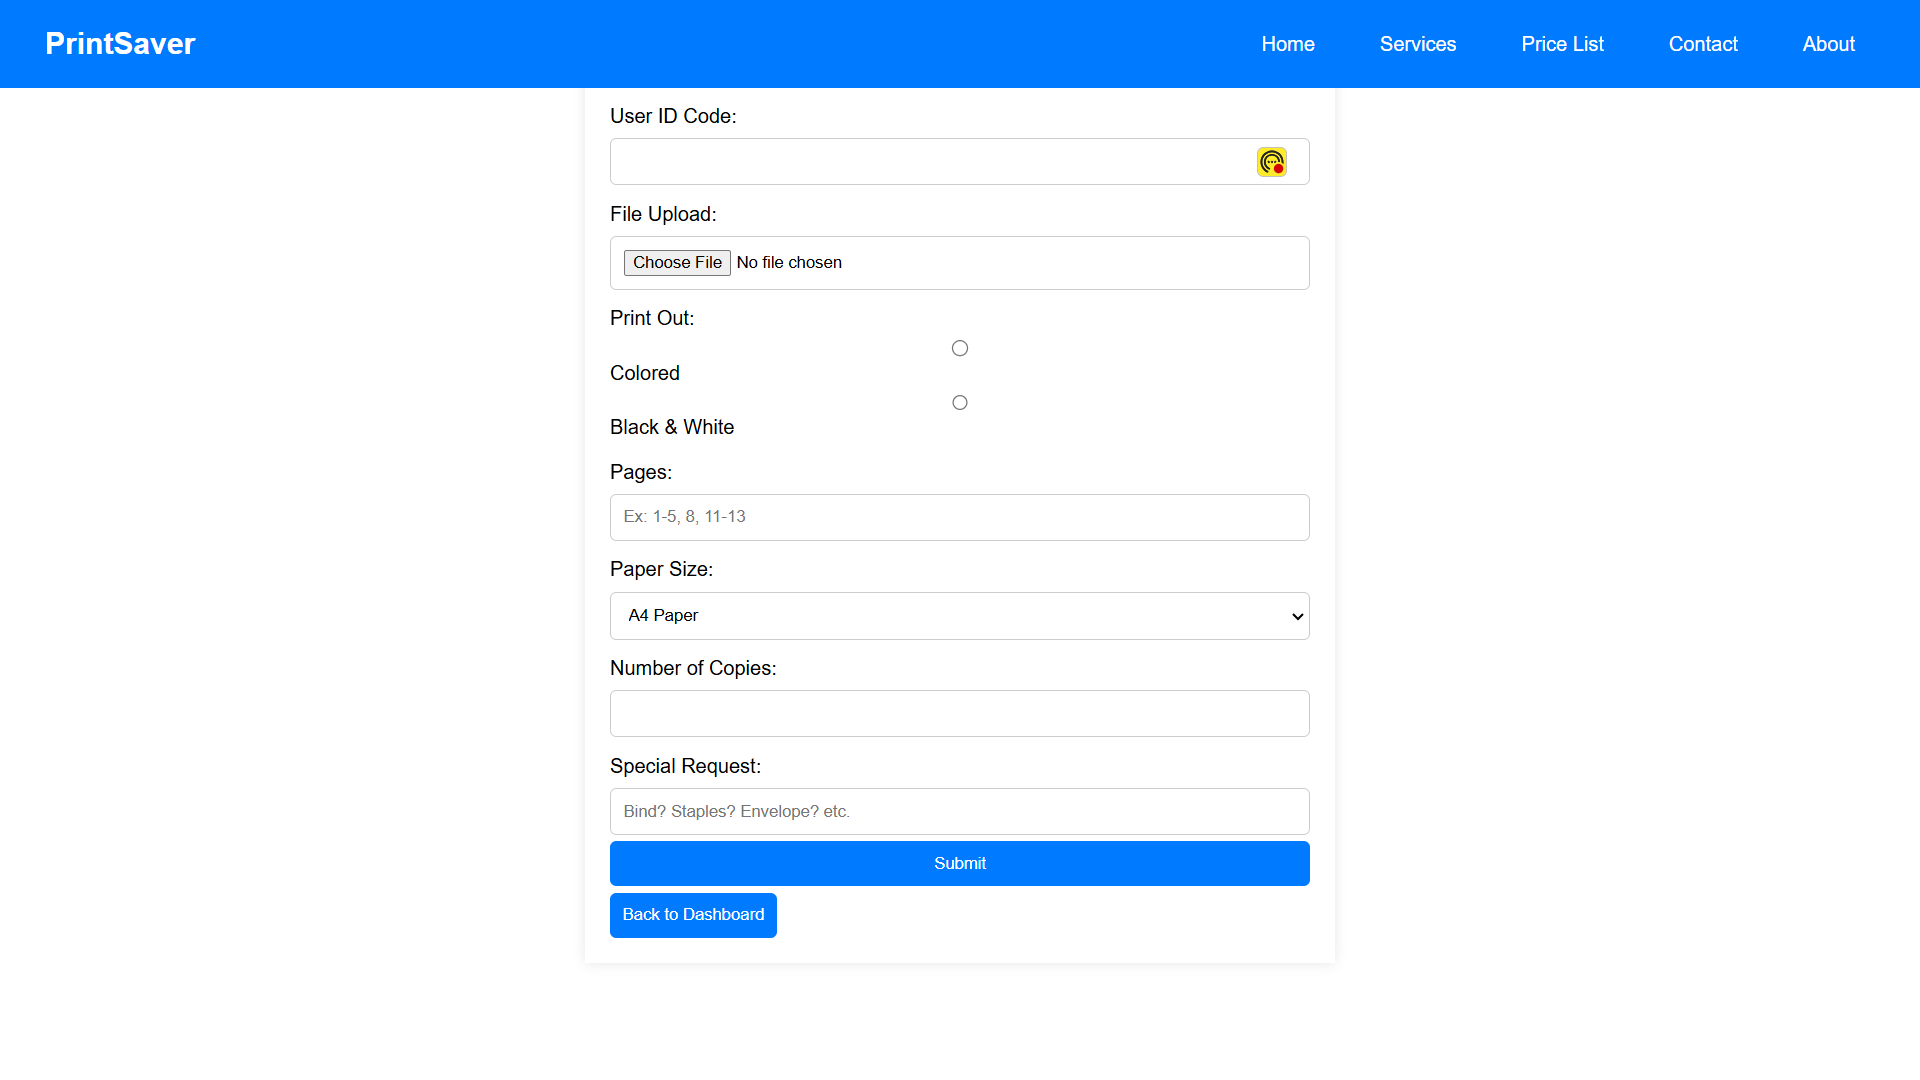 PrintSaver
Home Services Price List Contact About
User ID Code:
File Upload:
Choose File No file chosen
Print Out:
Colored
Black & White
Pages:
Ex: 1-5, 8, 11-13
Paper Size:
A4 Paper
Number of Copies:
Special Request:
Bind? Staples? Envelope? etc.
Submit
Back to Dashboard